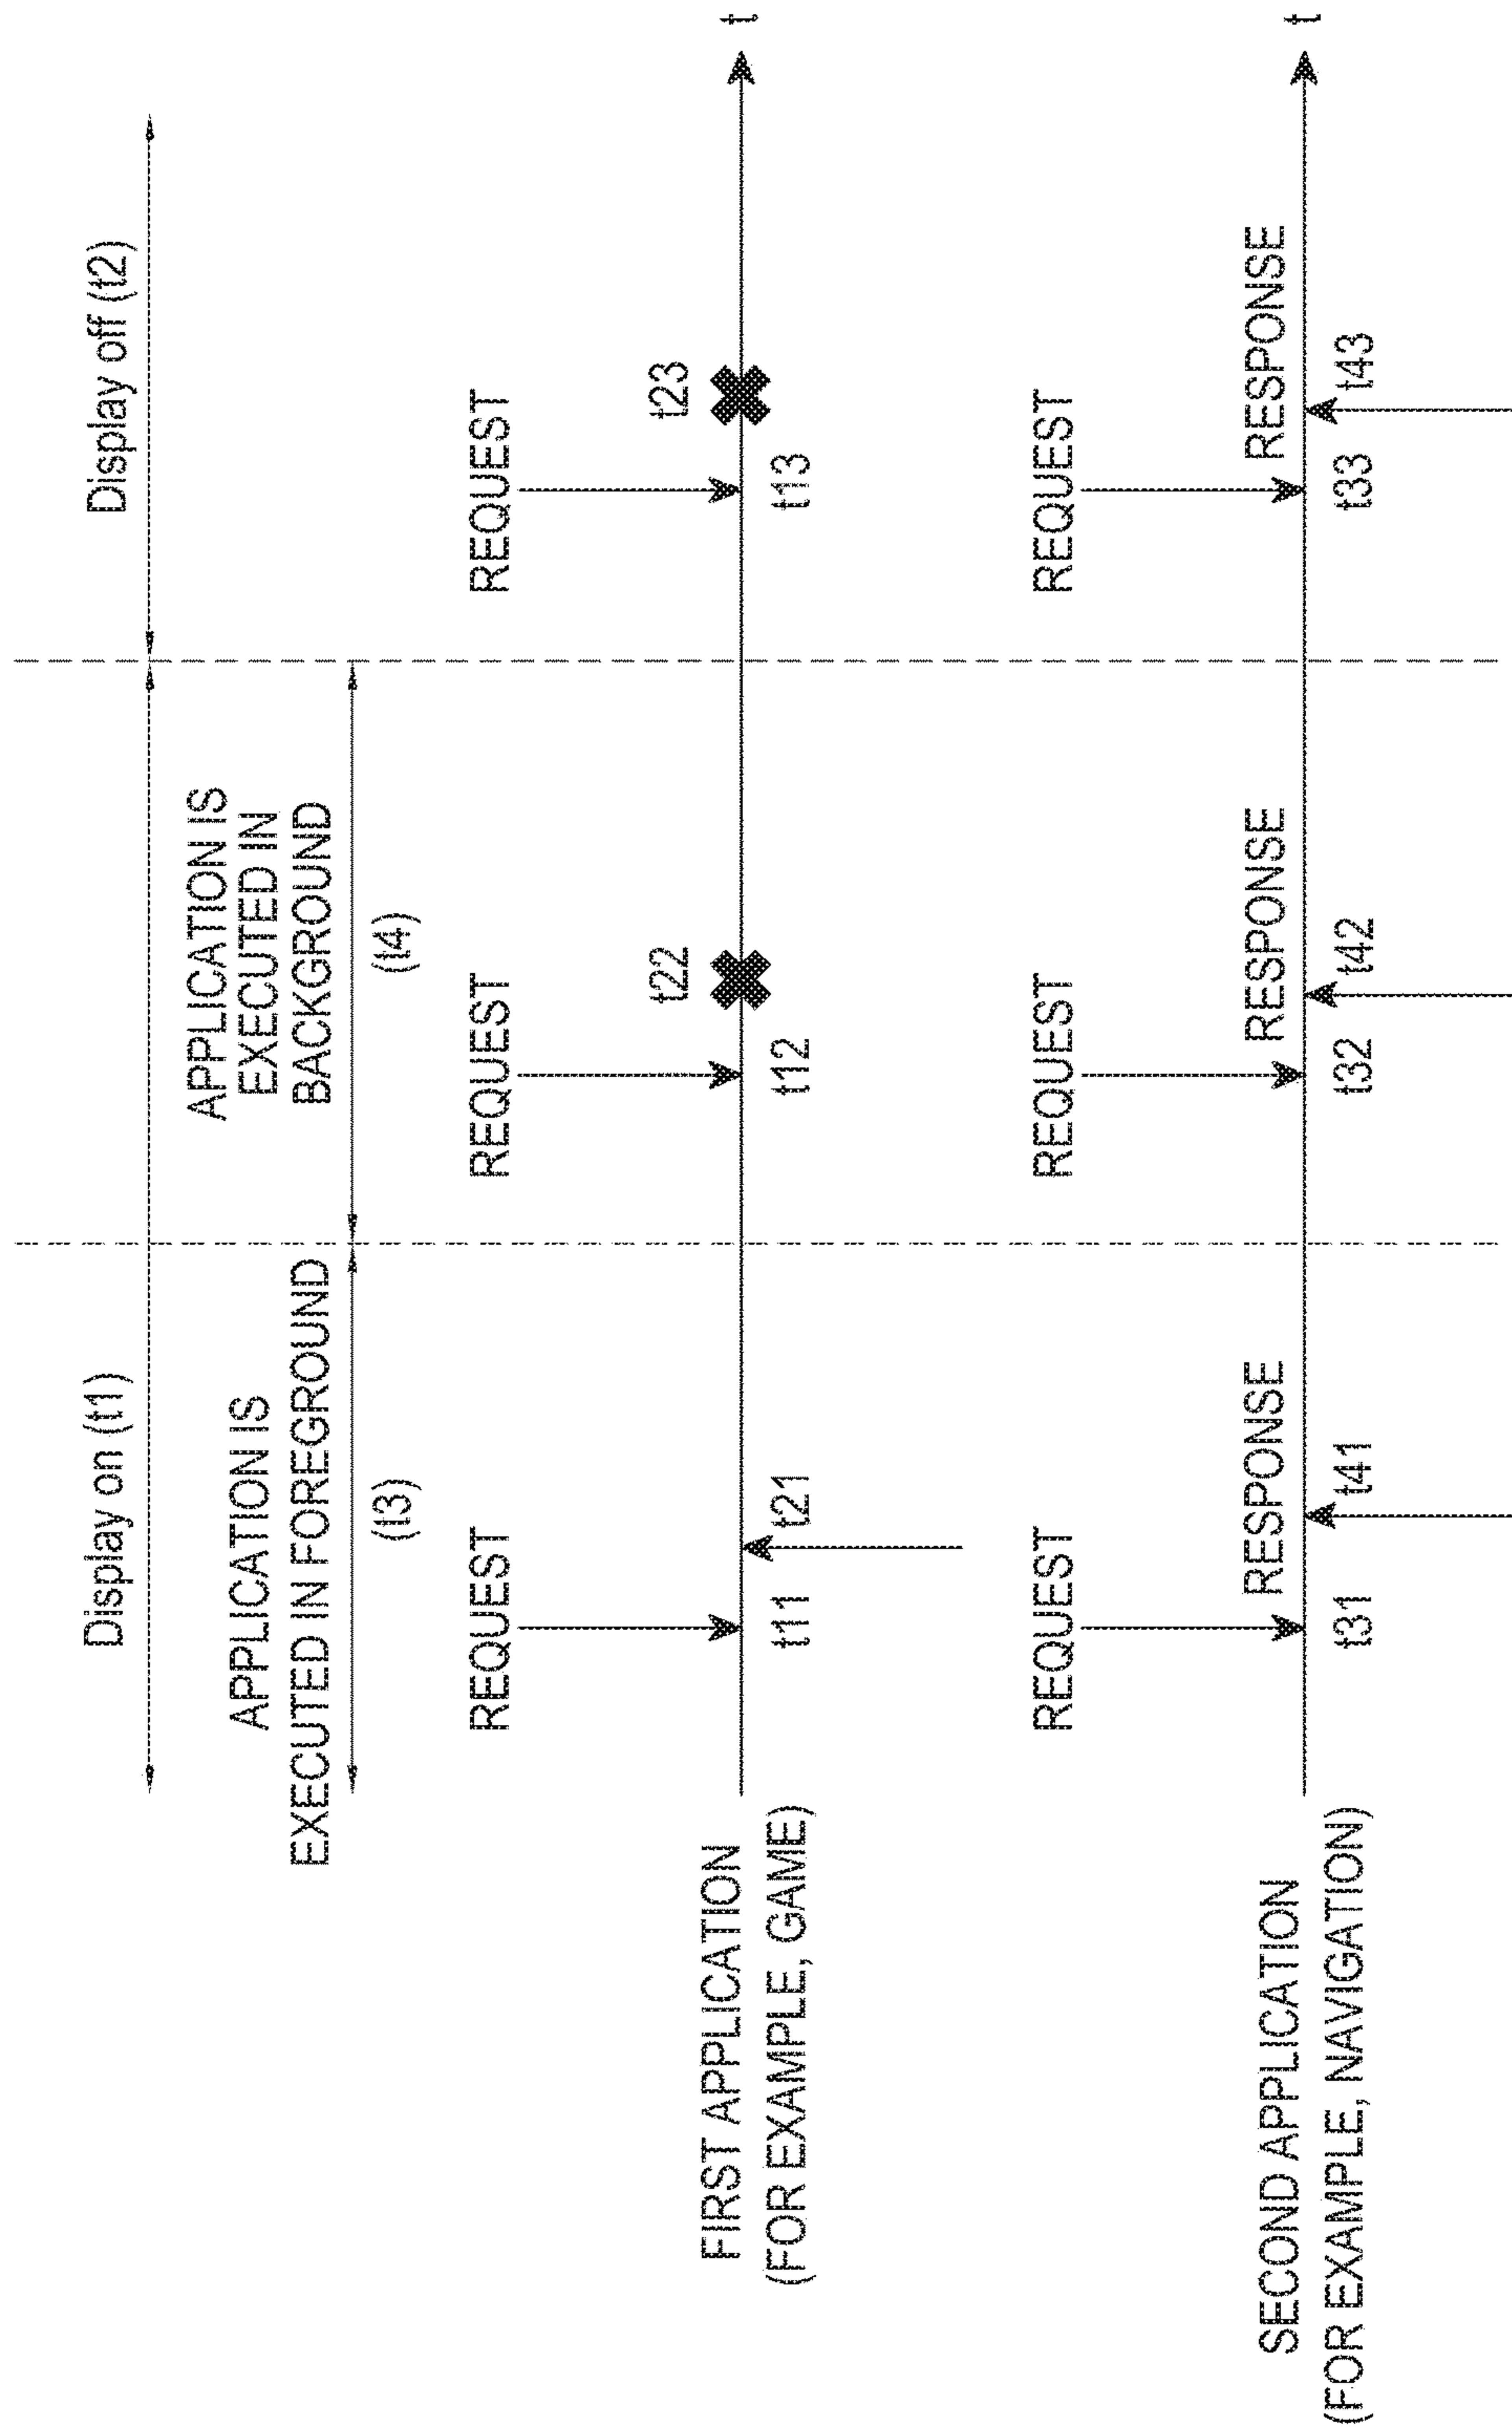 Display on (t1)
Display off (t2)
APPLICATION IS
EXECUTED IN FOREGROUND
(t3)
APPLICATION IS
EXECUTED IN
BACKGROUND
(t4)
REQUEST
REQUEST
REQUEST
t22
t23
FIRST APPLICATION
(FOR EXAMPLE, GAME)
t
t11
t21
t12
t13
REQUEST
REQUEST
REQUEST
RESPONSE
RESPONSE
RESPONSE
SECOND APPLICATION
(FOR EXAMPLE, NAVIGATION)
t
t31
t41
t32
t42
t33
t43